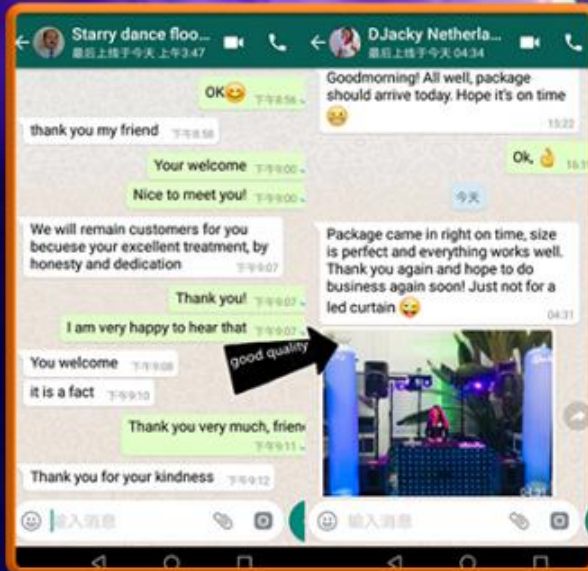 Starry dance floo...
最后上线于今天 上午3:47
OK😊 下午8:56
thank you my friend 下午8:58
Your welcome 下午9:00
Nice to meet you! 下午9:00
We will remain customers for you
becuese your excellent treatment, by
honesty and dedication
下午9:07
Thank you! 下午9:07
I am very happy to hear that 下午9:07
You welcome 下午9:08
it is a fact 下午9:10
Thank you very much, frien
下午9:11
Thank you for your kindness 下午9:12
输入消息
DJacky Netherla...
最后上线于今天 04:34
Goodmorning! All well, package
should arrive today. Hope it's on time
😬
15:22
Ok, 👌
今天
Package came in right on time, size
is perfect and everything works well.
Thank you again and hope to do
business again soon! Just not for a
led curtain 😜
04:31
good quality
04:31
输入消息